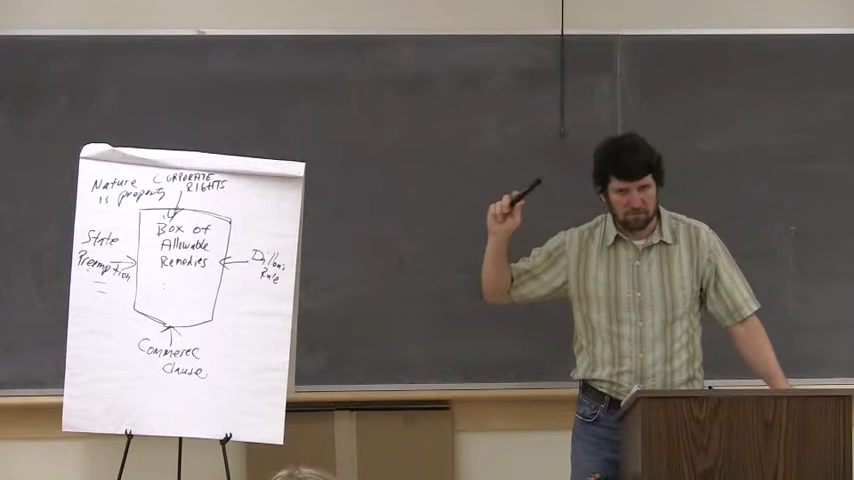 Nature
is property
CORPORATE
RIGHTS
Box of
Allowable
Remedies
State
Preemption
Dillon's
Rule
Commerce
Clause